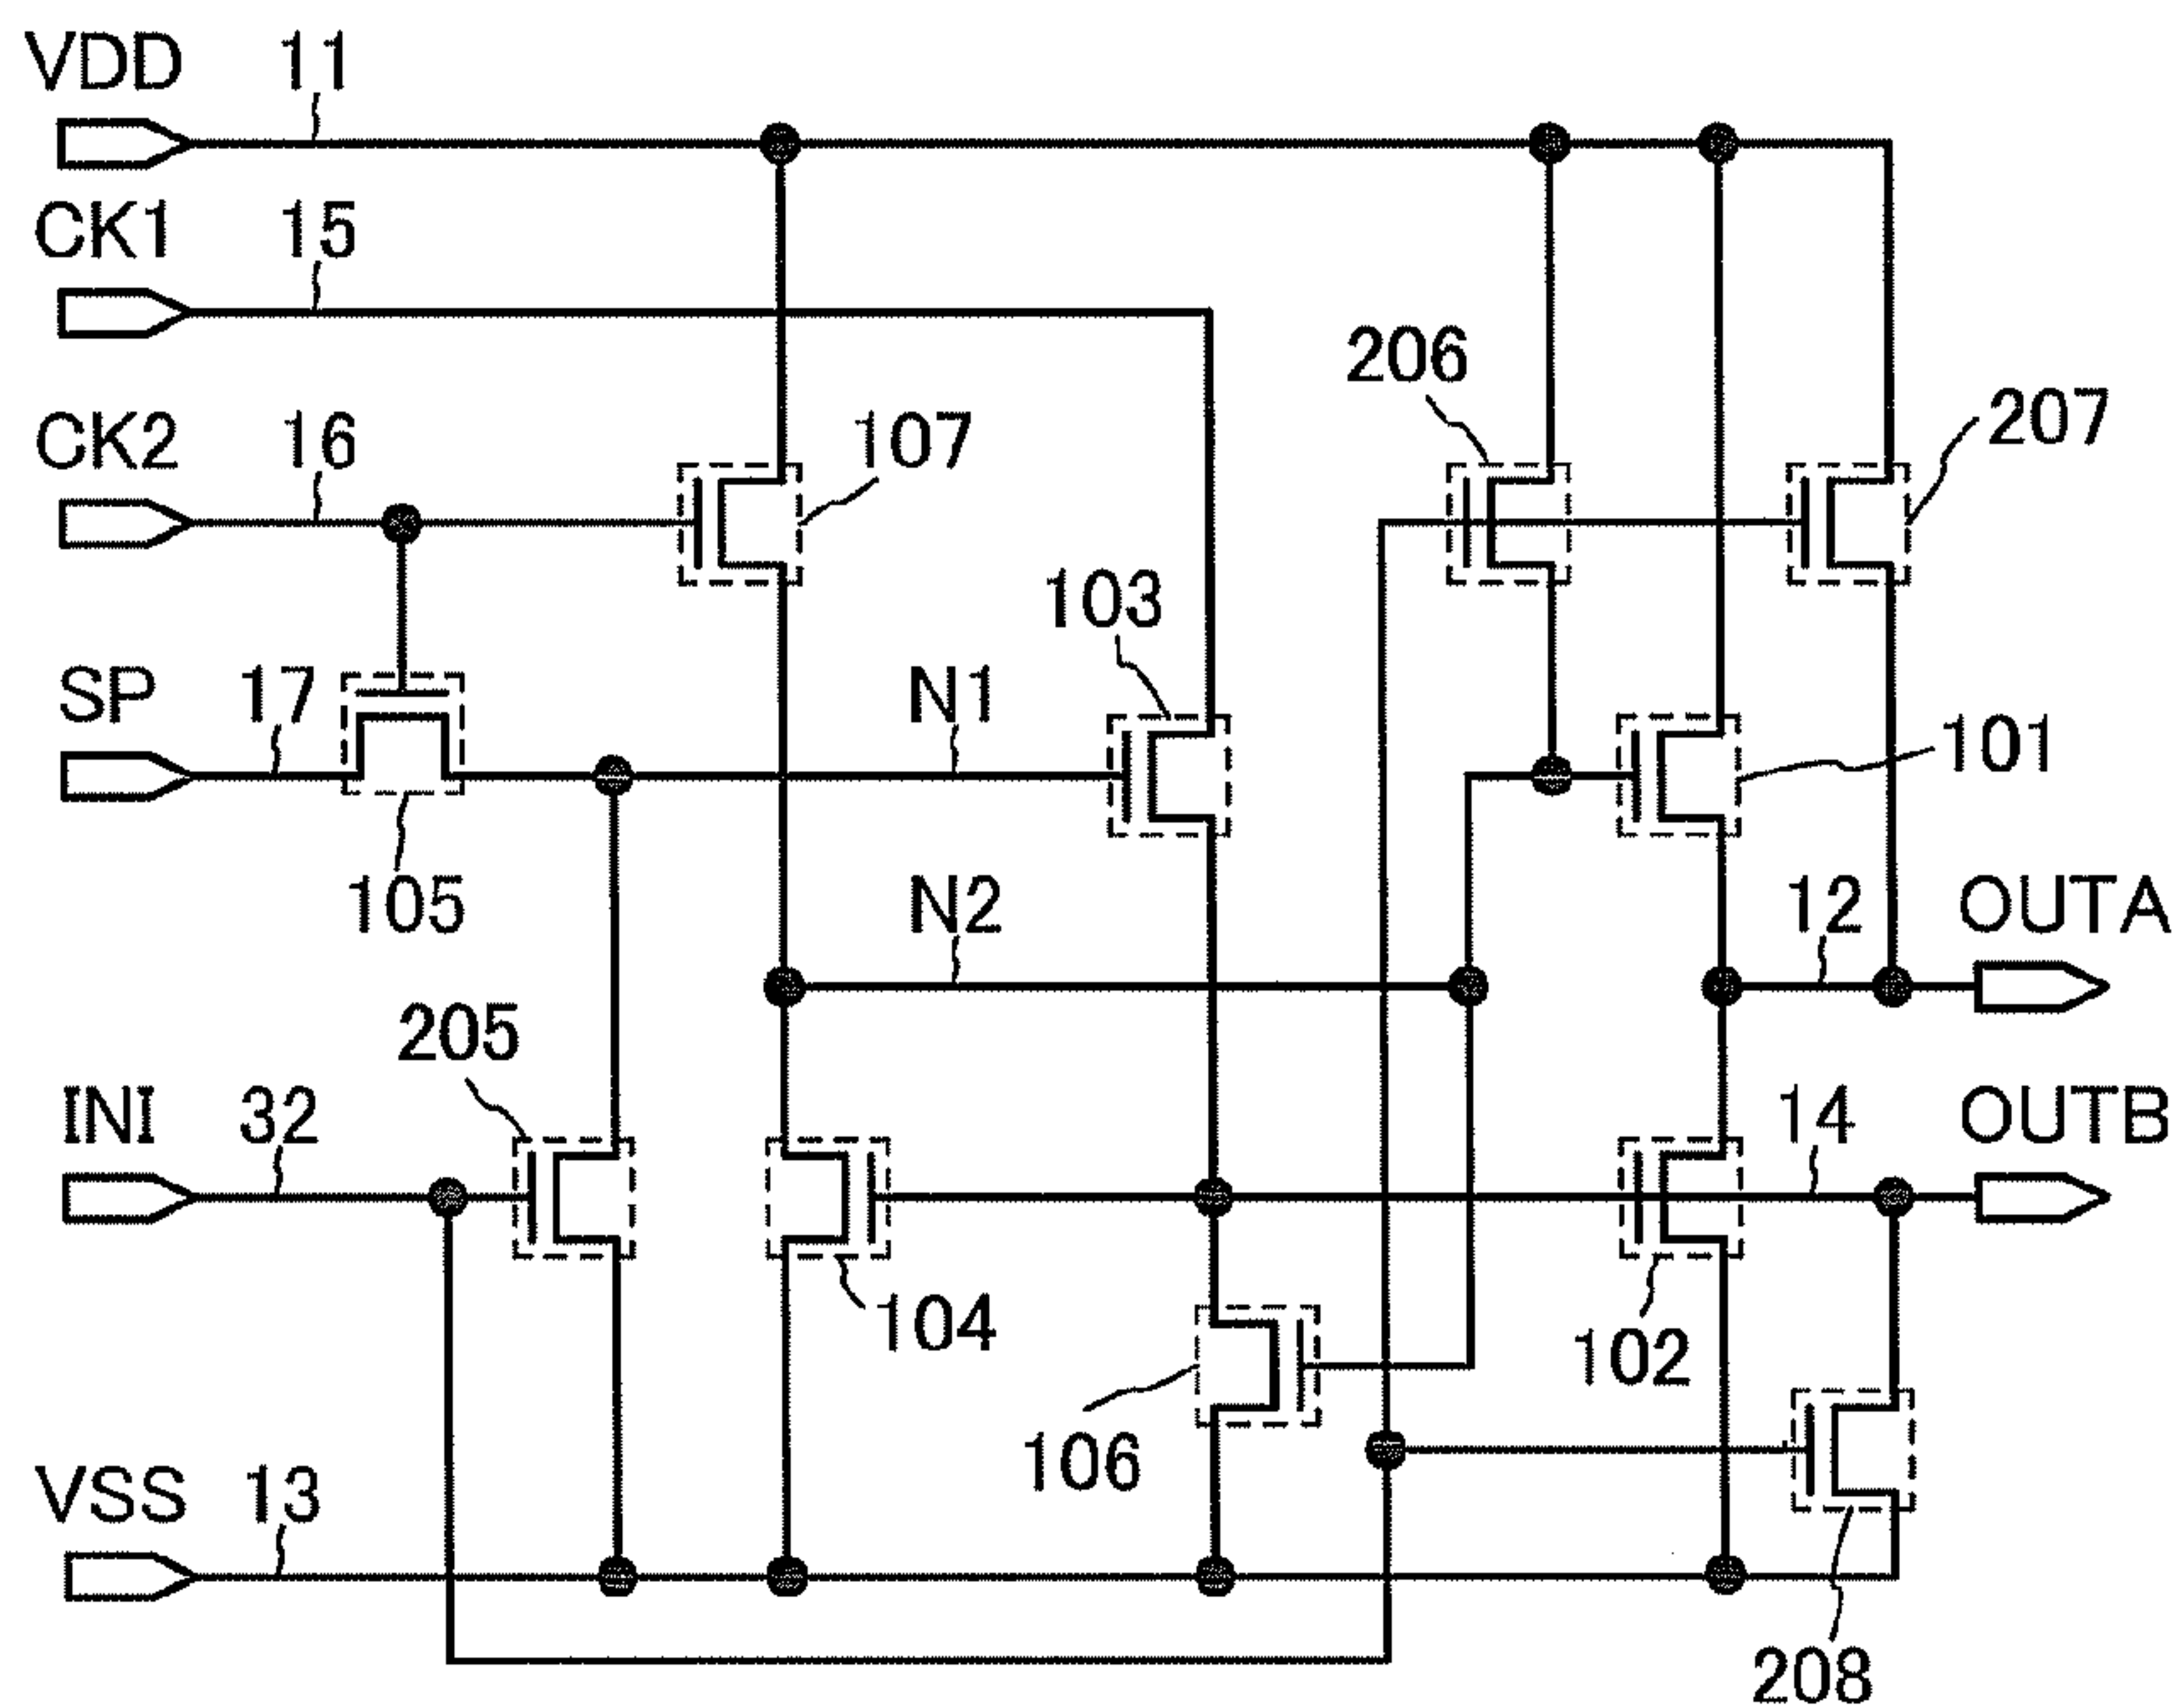 VDD 11
CK1 15
206
CK2 16 107 207
103
SP 17 N1 101
105 N2 12 OUTA
205
INI 32 14 OUTB
104 102
106
VSS 13
208